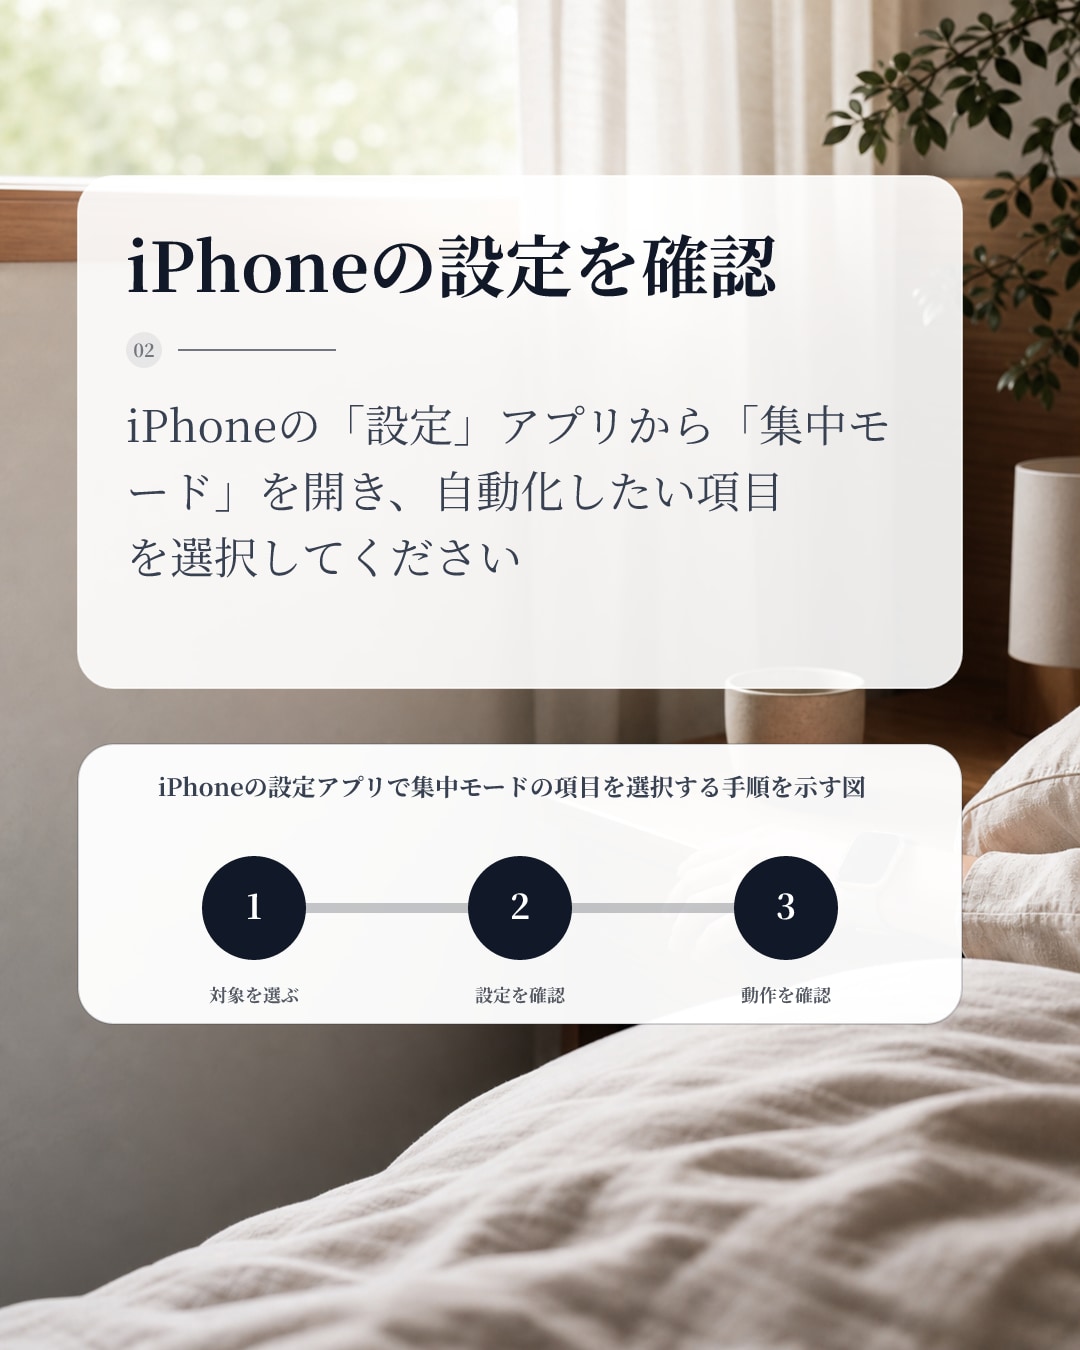 iPhoneの設定を確認
02
iPhoneの「設定」アプリから「集中モ
ード」を開き、自動化したい項目
を選択してください
iPhoneの設定アプリで集中モードの項目を選択する手順を示す図
1
2
3
対象を選ぶ
設定を確認
動作を確認